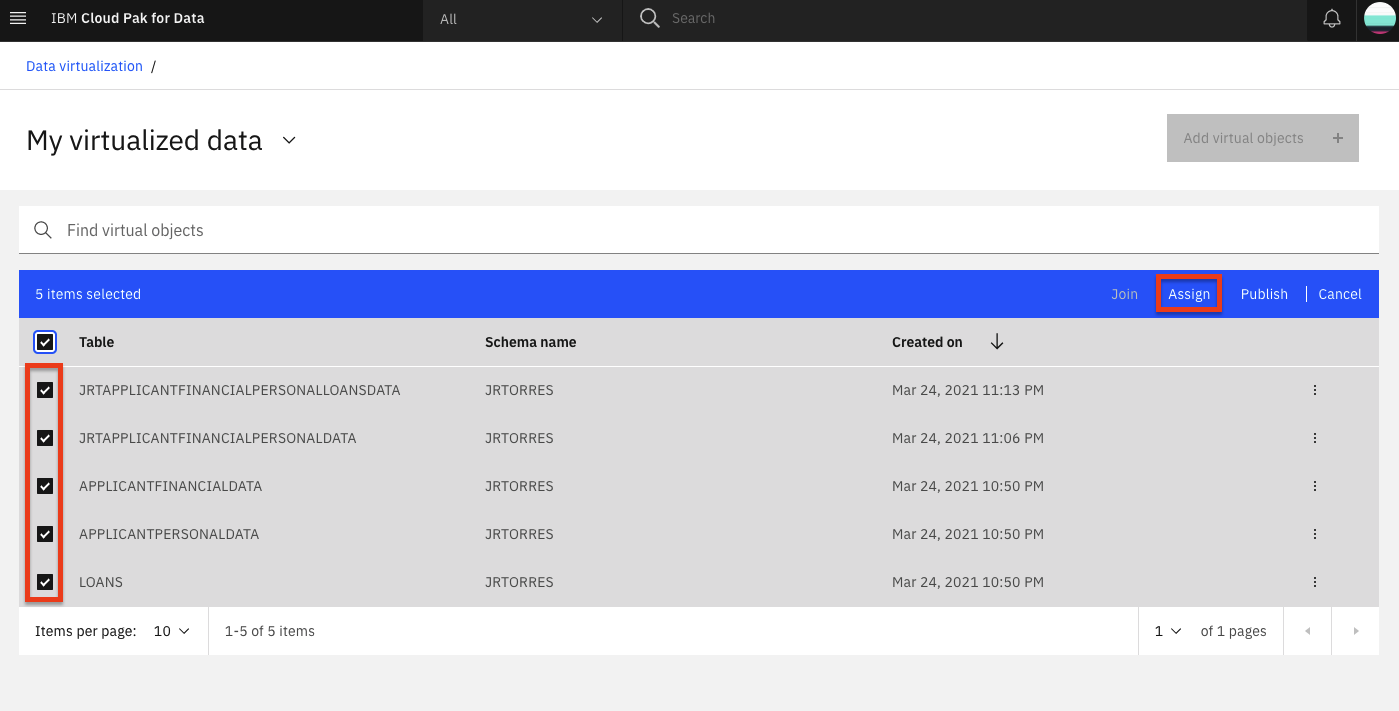 IBM Cloud Pak for Data All Search
Data virtualization /
My virtualized data
Add virtual objects +
Find virtual objects
5 items selected Join Assign Publish | Cancel
Table Schema name Created on
JRTAPPLICANTFINANCIALPERSONALLOANSDATA JRTORRES Mar 24, 2021 11:13 PM
JRTAPPLICANTFINANCIALPERSONALDATA JRTORRES Mar 24, 2021 11:06 PM
APPLICANTFINANCIALDATA JRTORRES Mar 24, 2021 10:50 PM
APPLICANTPERSONALDATA JRTORRES Mar 24, 2021 10:50 PM
LOANS JRTORRES Mar 24, 2021 10:50 PM
Items per page: 10 1-5 of 5 items 1 of 1 pages